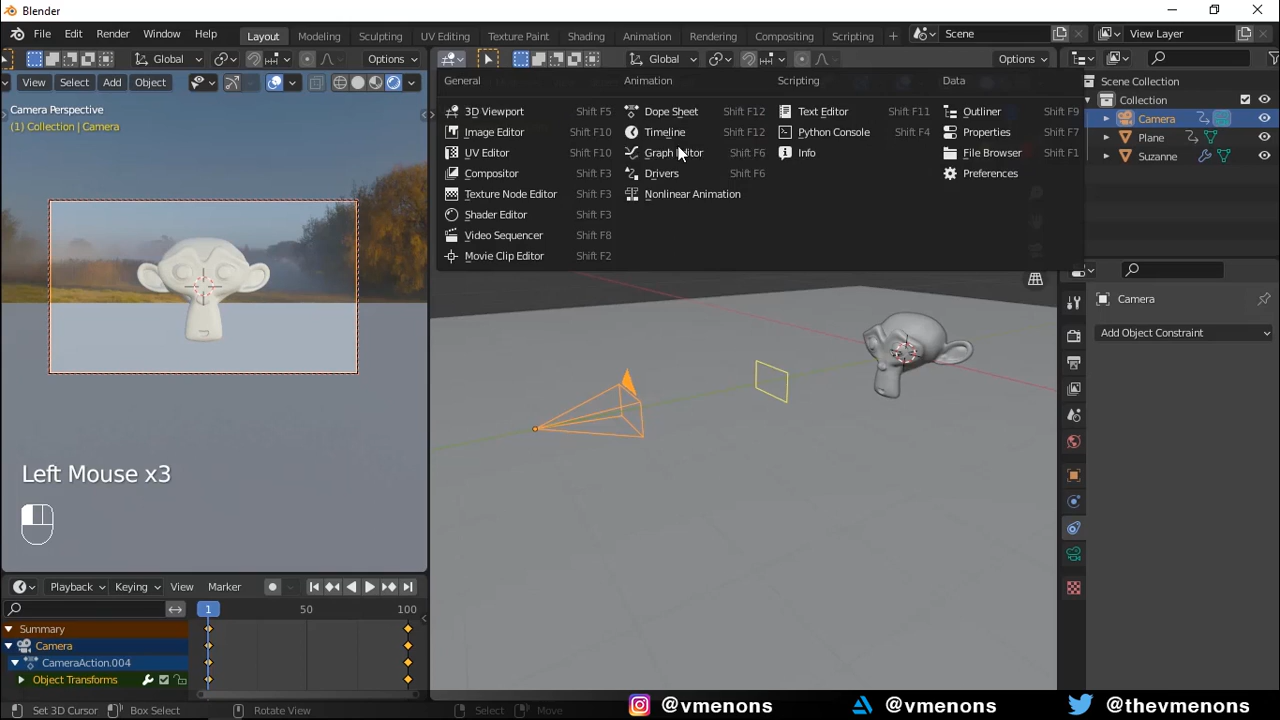 Blender
File Edit Render Window Help Layout Modeling Sculpting UV Editing Texture Paint Shading Animation Rendering Compositing Scripting Scene View Layer
Global Options Global Options
View Select Add Object
General Animation Scripting Data
3D Viewport Shift F5 Dope Sheet Shift F12 Text Editor Shift F11 Outliner Shift F9
Image Editor Shift F10 Timeline Shift F12 Python Console Shift F4 Properties Shift F7
UV Editor Shift F10 Graph Editor Shift F6 Info File Browser Shift F1
Compositor Shift F3 Drivers Shift F6 Preferences
Texture Node Editor Shift F3 Nonlinear Animation
Shader Editor Shift F3
Video Sequencer Shift F8
Movie Clip Editor Shift F2
Camera Perspective
(1) Collection | Camera
Scene Collection
Collection
Camera
Plane
Suzanne
Camera
Add Object Constraint
Left Mouse x3
Playback Keying View Marker
1 50 100
Summary
Camera
CameraAction.004
Object Transforms
Set 3D Cursor Box Select Rotate View Select Move
@vmenons @vmenons @thevmenons